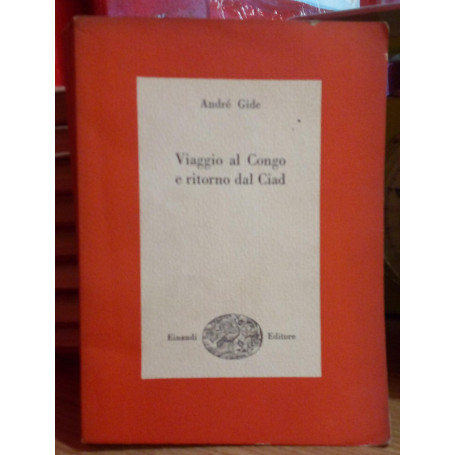 André Gide
Viaggio al Congo
e ritorno dal Ciad
Einaudi Editore